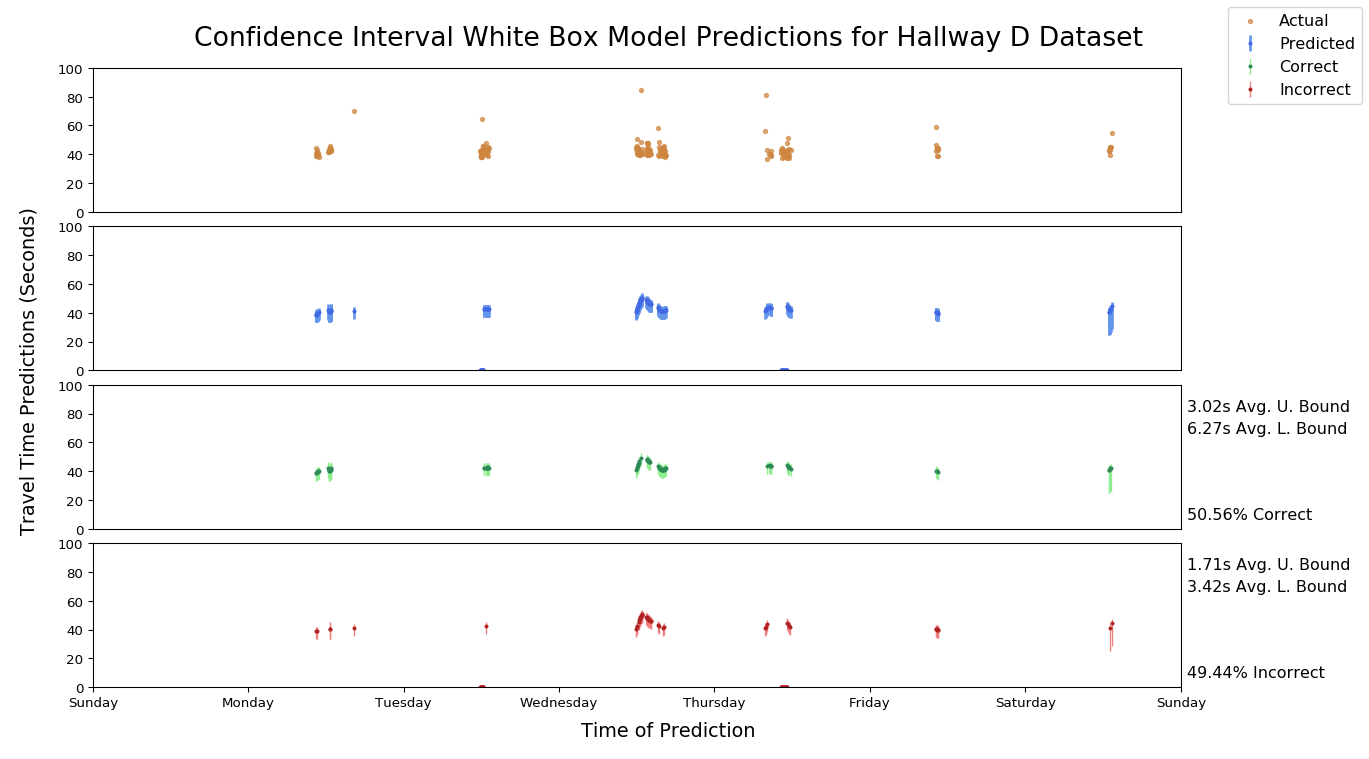 Confidence Interval White Box Model Predictions for Hallway D Dataset
Actual
Predicted
Correct
Incorrect
Travel Time Predictions (Seconds)
100
80
60
40
20
0
100
80
60
40
20
0
100
80
60
40
20
0
3.02s Avg. U. Bound
6.27s Avg. L. Bound
50.56% Correct
100
80
60
40
20
0
1.71s Avg. U. Bound
3.42s Avg. L. Bound
49.44% Incorrect
Sunday Monday Tuesday Wednesday Thursday Friday Saturday Sunday
Time of Prediction